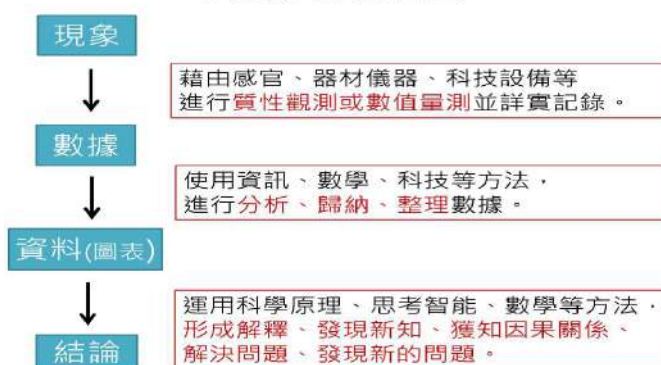 現象
藉由感官、器材儀器、科技設備等
進行質性觀測或數值量測並詳實記錄。
數據
使用資訊、數學、科技等方法，
進行分析、歸納、整理數據。
資料(圖表)
運用科學原理、思考智能、數學等方法，
形成解釋、發現新知、獲知因果關係、
解決問題、發現新的問題。
結論